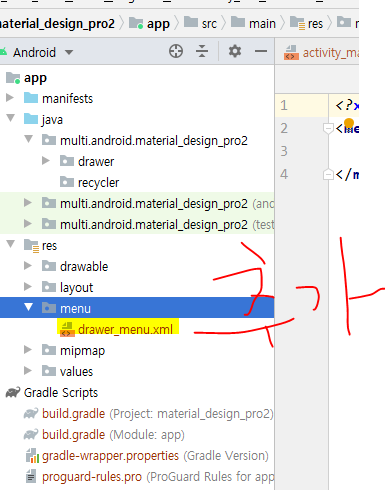 naterial_design_pro2 > app > src > main > res >
Android
activity_ma
app
manifests
java
multi.android.material_design_pro2
drawer
recycler
multi.android.material_design_pro2 (and
multi.android.material_design_pro2 (test
res
drawable
layout
menu
drawer_menu.xml
mipmap
values
Gradle Scripts
build.gradle (Project: material_design_pro2)
build.gradle (Module: app)
gradle-wrapper.properties (Gradle Version)
proguard-rules.pro (ProGuard Rules for app
1 <?x
2 <me
3
4 </m